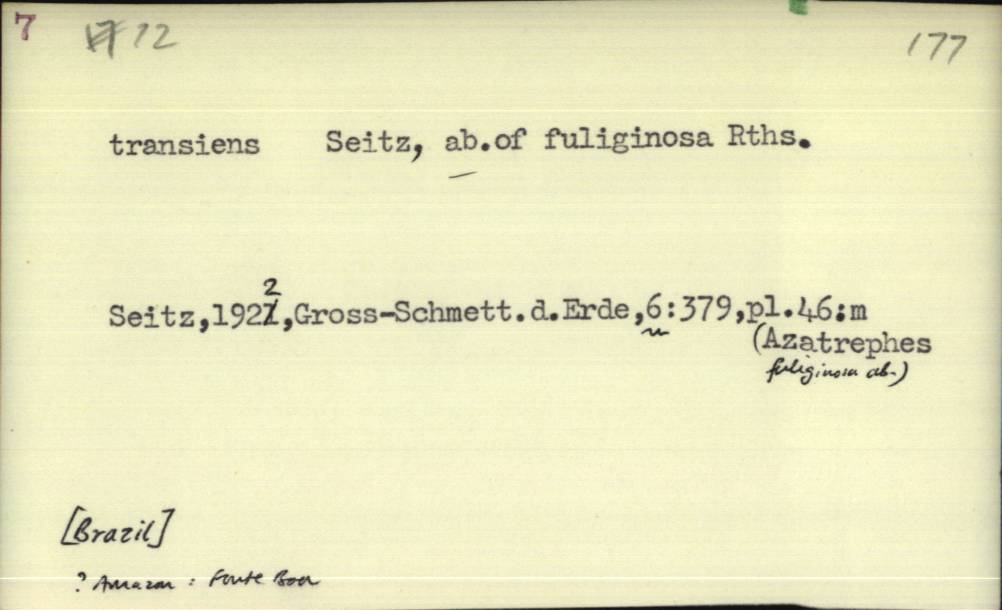 7
12
177
transiens Seitz, ab.of fuliginosa Rths.
2
Seitz,1921,Gross-Schmett.d.Erde,6:379,pl.46:m
(Azatrephes
fuliginosa ab.)
[Brazil]
? Amazon : Fonte Boa